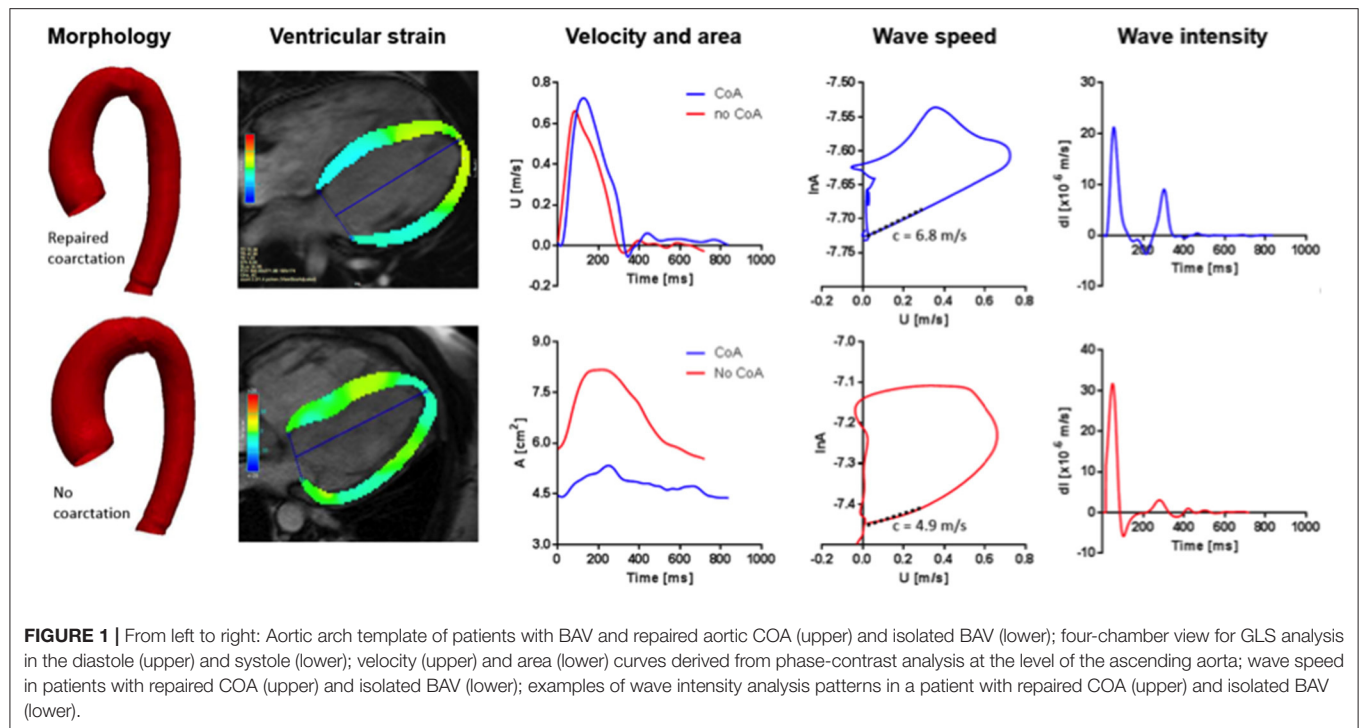 Morphology
Ventricular strain
Velocity and area
Wave speed
Wave intensity
Repaired
coarctation
0.8
0.6
0.4
0.2
0.0
-0.2
U [m/s]
CoA
no CoA
200 400 600 800 1000
Time [ms]
-7.50
-7.55
-7.60
-7.65
-7.70
-7.75
lnA
c = 6.8 m/s
-0.2 0.0 0.2 0.4 0.6 0.8
U [m/s]
30
20
10
0
-10
dI [x10⁻⁶ m/s]
200 400 600 800 1000
Time [ms]
No
coarctation
9.0
7.5
6.0
4.5
3.0
A [cm²]
CoA
No CoA
0 200 400 600 800 1000
Time [ms]
-7.0
-7.1
-7.2
-7.3
-7.4
lnA
c = 4.9 m/s
-0.2 0.0 0.2 0.4 0.6 0.8
U [m/s]
40
30
20
10
0
-10
dI [x10⁻⁶ m/s]
200 400 600 800 1000
Time [ms]
FIGURE 1 | From left to right: Aortic arch template of patients with BAV and repaired aortic COA (upper) and isolated BAV (lower); four-chamber view for GLS analysis
in the diastole (upper) and systole (lower); velocity (upper) and area (lower) curves derived from phase-contrast analysis at the level of the ascending aorta; wave speed
in patients with repaired COA (upper) and isolated BAV (lower); examples of wave intensity analysis patterns in a patient with repaired COA (upper) and isolated BAV
(lower).